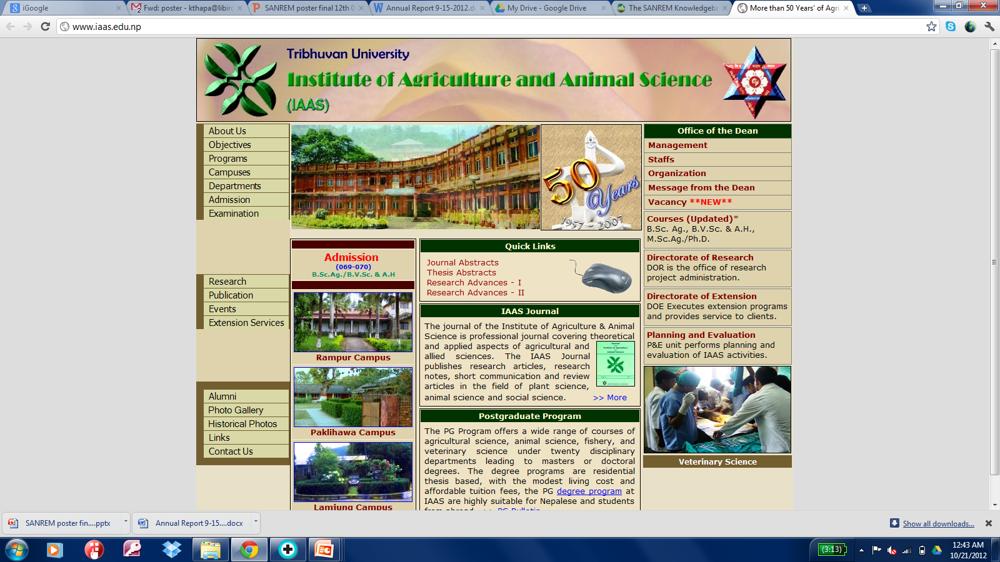 iGoogle
Fwd: poster - kthapa@libir
SANREM poster final 12th
Annual Report 9-15-2012.d
My Drive - Google Drive
The SANREM Knowledgeba
More than 50 Years' of Agri
www.iaas.edu.np
Tribhuvan University
Institute of Agriculture and Animal Science
(IAAS)
About Us
Objectives
Programs
Campuses
Departments
Admission
Examination
Research
Publication
Events
Extension Services
Alumni
Photo Gallery
Historical Photos
Links
Contact Us
50
Years
1957 - 2007
Admission
(069-070)
B.Sc.Ag./B.V.Sc. & A.H
Rampur Campus
Paklihawa Campus
Lamjung Campus
Quick Links
Journal Abstracts
Thesis Abstracts
Research Advances - I
Research Advances - II
IAAS Journal
The journal of the Institute of Agriculture & Animal
Science is professional journal covering theoretical
and applied aspects of agricultural and
allied sciences. The IAAS Journal
publishes research articles, research
notes, short communication and review
articles in the field of plant science,
animal science and social science. >> More
Postgraduate Program
The PG Program offers a wide range of courses of
agricultural science, animal science, fishery, and
veterinary science under twenty disciplinary
departments leading to masters or doctoral
degrees. The degree programs are residential
thesis based, with the modest living cost and
affordable tuition fees, the PG degree program at
IAAS are highly suitable for Nepalese and students
from abroad. >> PG Bulletin
Office of the Dean
Management
Staffs
Organization
Message from the Dean
Vacancy **NEW**
Courses (Updated)*
B.Sc. Ag., B.V.Sc. & A.H.,
M.Sc.Ag./Ph.D.
Directorate of Research
DOR is the office of research
project administration.
Directorate of Extension
DOE Executes extension programs
and provides service to clients.
Planning and Evaluation
P&E unit performs planning and
evaluation of IAAS activities.
Veterinary Science
SANREM poster fin....pptx
Annual Report 9-15....docx
Show all downloads...
(3:13)
12:43 AM
10/21/2012